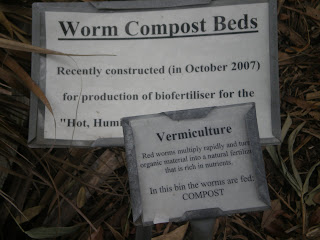 Worm Compost Beds
Recently constructed (in October 2007)
for production of biofertiliser for the
"Hot, Hum
Vermiculture
Red worms multiply rapidly and turn
organic material into a natural fertilizer
that is rich in nutrients.
In this bin the worms are fed:
COMPOST